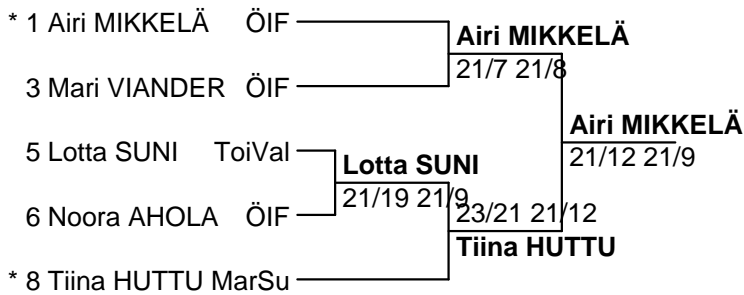 * 1 Airi MIKKELÄ ÖIF
Airi MIKKELÄ
21/7 21/8
3 Mari VIANDER ÖIF
Airi MIKKELÄ
21/12 21/9
5 Lotta SUNI ToiVal
Lotta SUNI
21/19 21/9
6 Noora AHOLA ÖIF
23/21 21/12
Tiina HUTTU
* 8 Tiina HUTTU MarSu